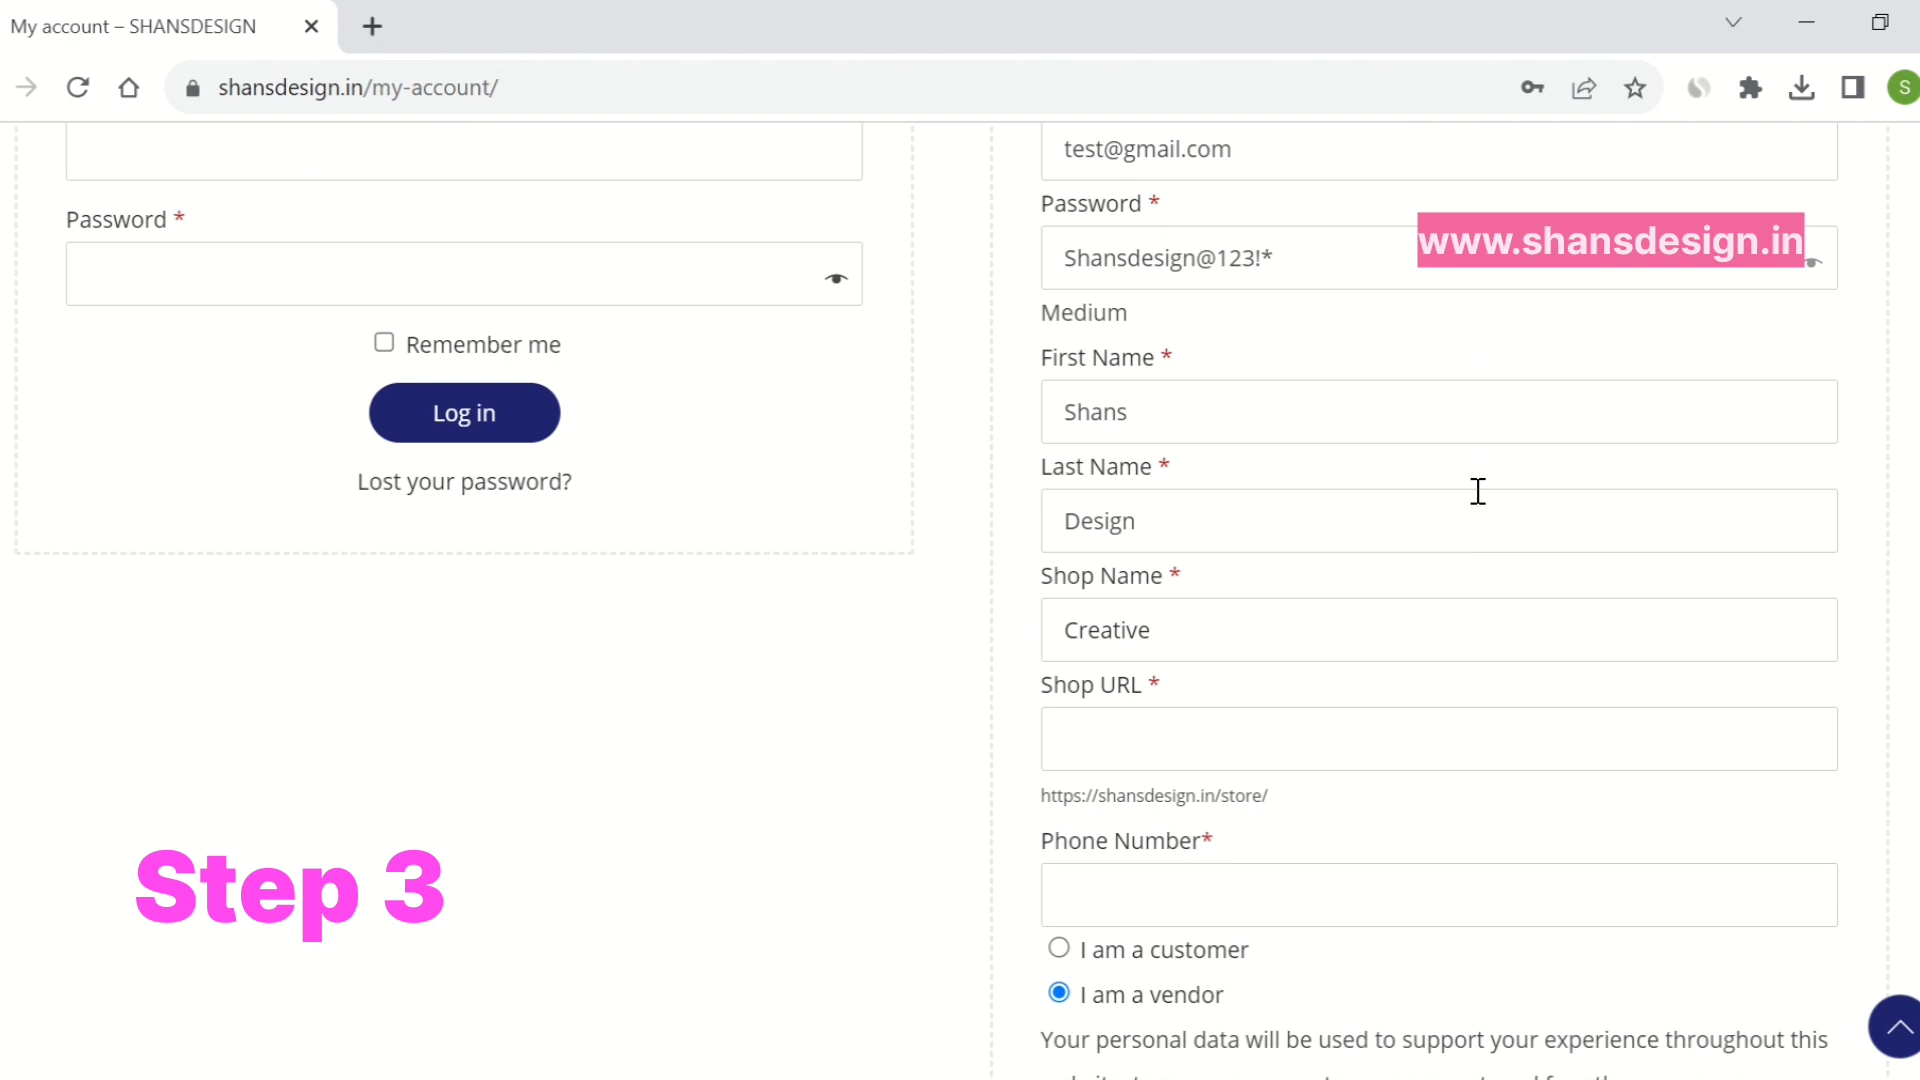 My account – SHANSDESIGN
shansdesign.in/my-account/
S
Password *
Remember me
Log in
Lost your password?
Step 3
test@gmail.com
Password *
www.shansdesign.in
Shansdesign@123!*
Medium
First Name *
Shans
Last Name *
Design
Shop Name *
Creative
Shop URL *
https://shansdesign.in/store/
Phone Number*
I am a customer
I am a vendor
Your personal data will be used to support your experience throughout this